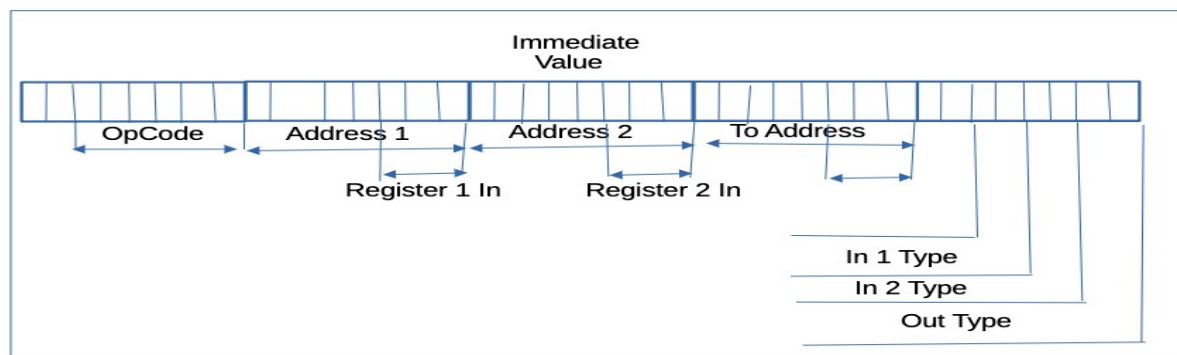 Immediate
Value
OpCode
Address 1
Address 2
To Address
Register 1 In
Register 2 In
In 1 Type
In 2 Type
Out Type